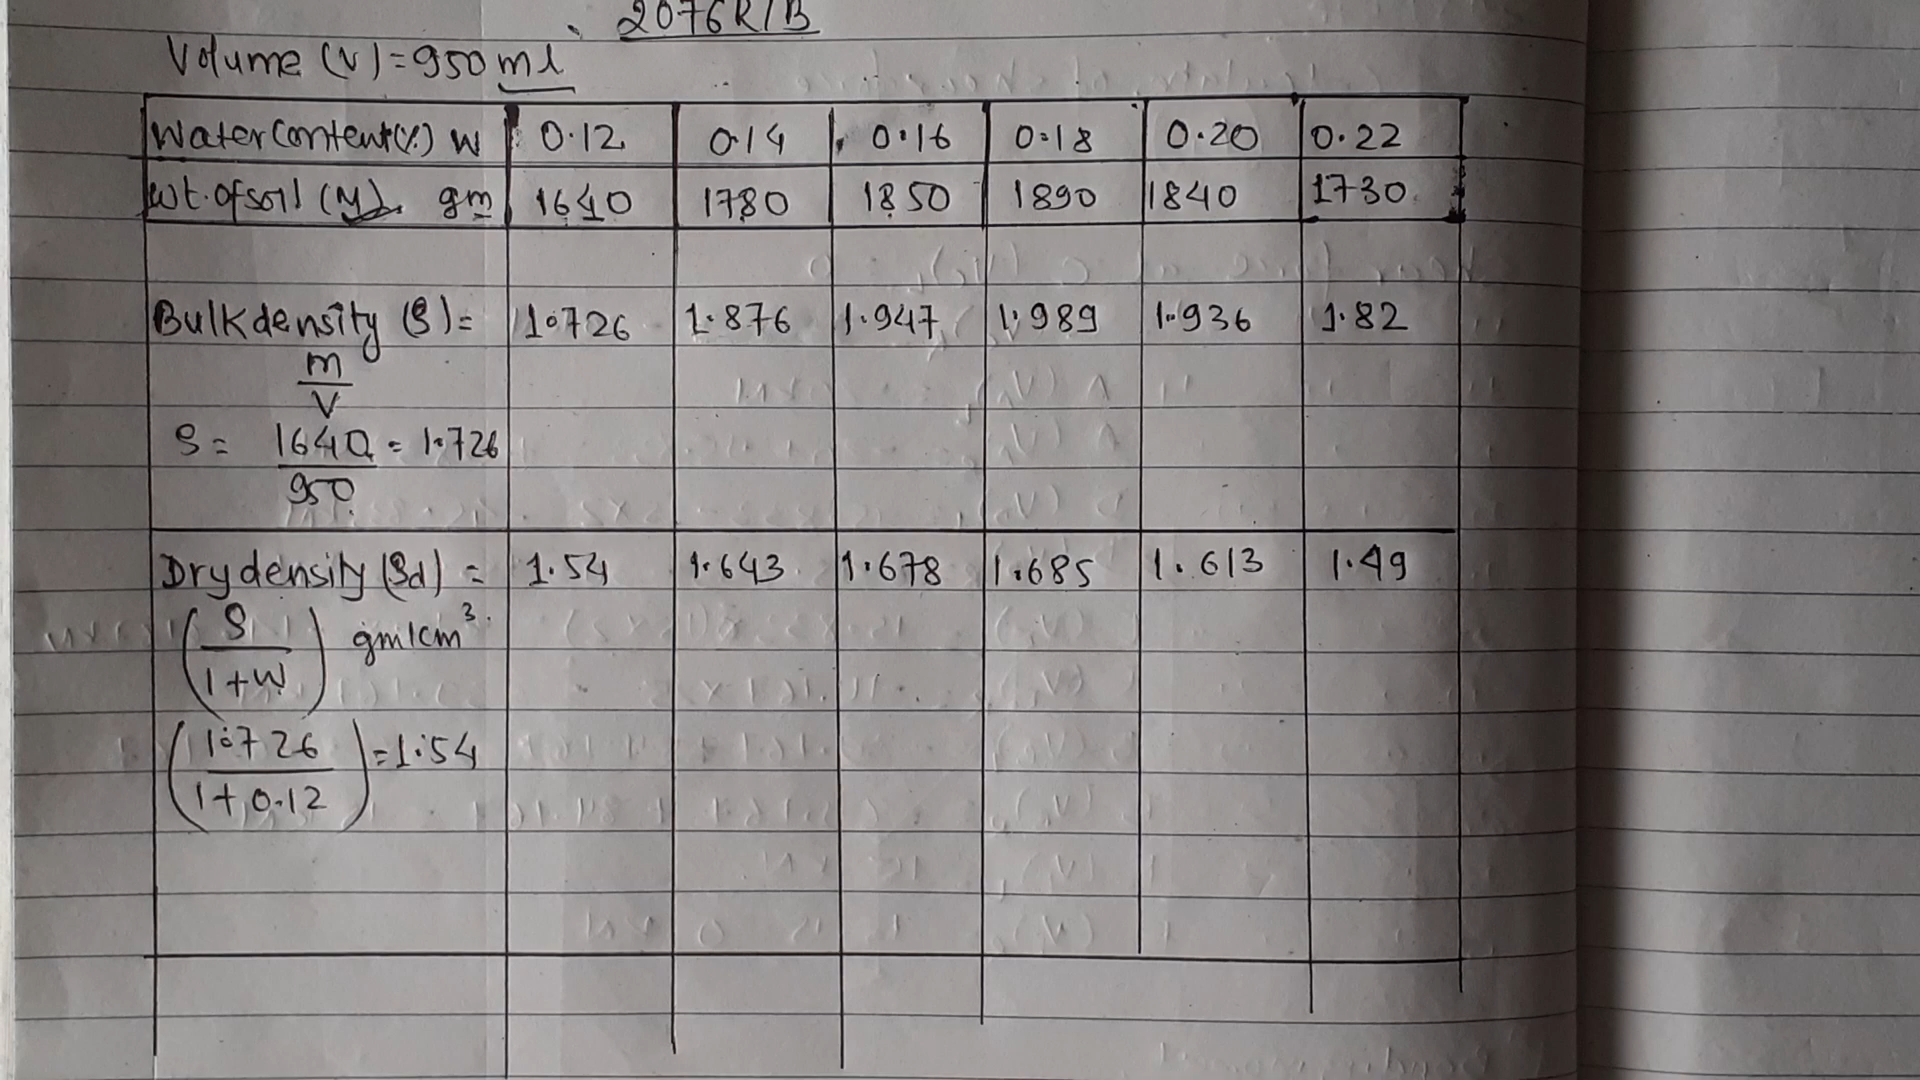 2076 R/B
Volume (V) = 950 ml
Water Content (%) W 0.12 0.14 0.16 0.18 0.20 0.22
Wt. of soil (M) gm 1640 1780 1850 1890 1840 1730
Bulk density (ρ) = 1.726 1.876 1.947 1.989 1.936 1.82
m
V
ρ = 1640 = 1.726
950
Dry density (ρd) = 1.54 1.643 1.678 1.685 1.613 1.49
(ρ / 1+W) gm/cm³
(1.726 / 1+0.12) = 1.54